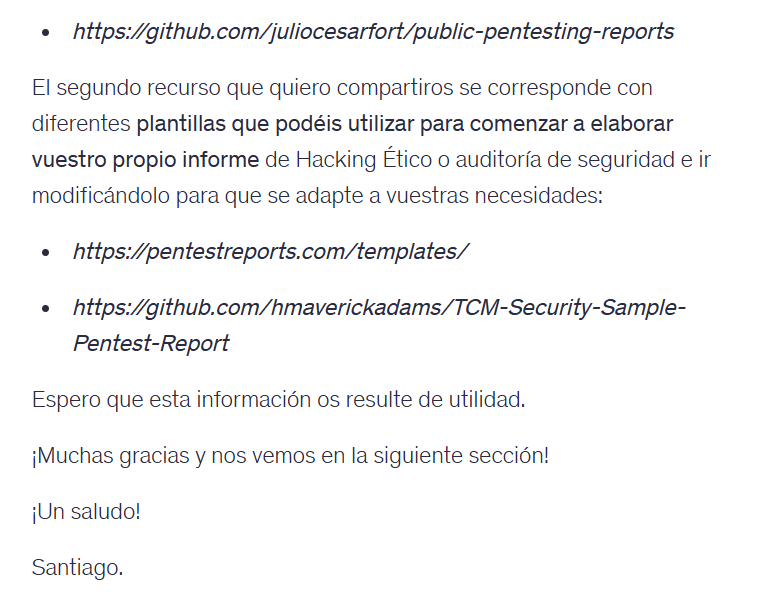 • https://github.com/juliocesarfort/public-pentesting-reports
El segundo recurso que quiero compartiros se corresponde con
diferentes plantillas que podéis utilizar para comenzar a elaborar
vuestro propio informe de Hacking Ético o auditoría de seguridad e ir
modificándolo para que se adapte a vuestras necesidades:
• https://pentestreports.com/templates/
• https://github.com/hmaverickadams/TCM-Security-Sample-
Pentest-Report
Espero que esta información os resulte de utilidad.
¡Muchas gracias y nos vemos en la siguiente sección!
¡Un saludo!
Santiago.